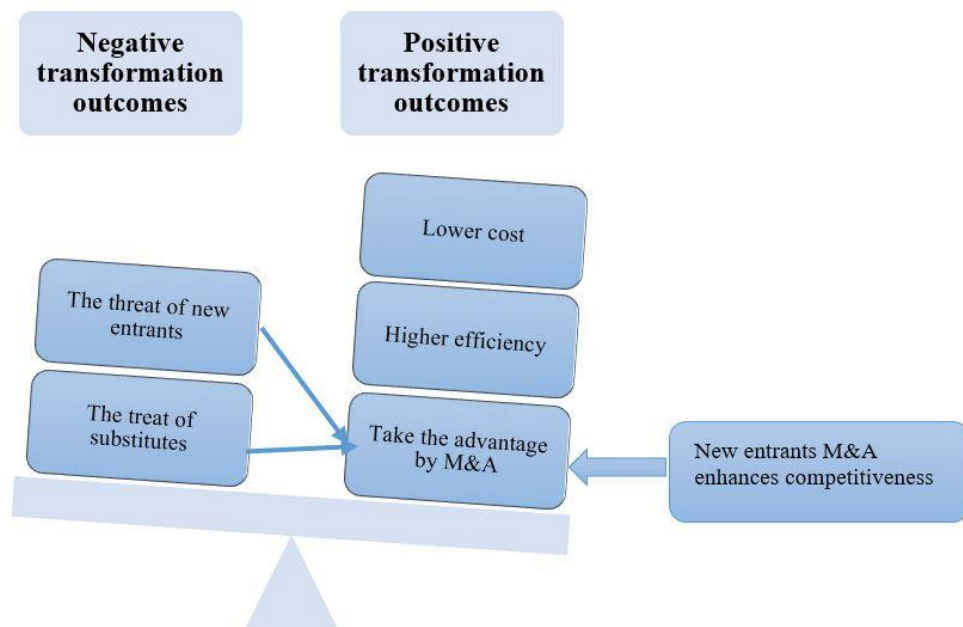 Negative
transformation
outcomes
Positive
transformation
outcomes
Lower cost
The threat of new
entrants
Higher efficiency
The treat of
substitutes
Take the advantage
by M&A
New entrants M&A
enhances competitiveness